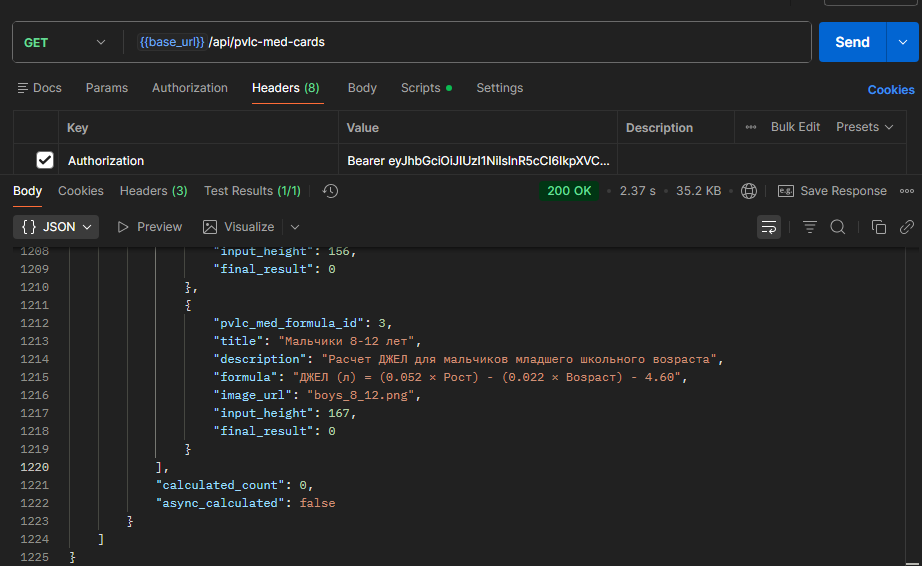 GET {{base_url}} /api/pvlc-med-cards Send
Docs Params Authorization Headers (8) Body Scripts Settings Cookies
Key Value Description Bulk Edit Presets
Authorization Bearer eyJhbGciOiJIUzI1NiIsInR5cCI6IkpXVC...
Body Cookies Headers (3) Test Results (1/1) 200 OK 2.37 s 35.2 KB e.g. Save Response
{} JSON Preview Visualize
1208 "input_height": 156,
1209 "final_result": 0
1210 },
1211 {
1212 "pvlc_med_formula_id": 3,
1213 "title": "Мальчики 8-12 лет",
1214 "description": "Расчет ДЖЕЛ для мальчиков младшего школьного возраста",
1215 "formula": "ДЖЕЛ (л) = (0.052 × Рост) - (0.022 × Возраст) - 4.60",
1216 "image_url": "boys_8_12.png",
1217 "input_height": 167,
1218 "final_result": 0
1219 }
1220 ],
1221 "calculated_count": 0,
1222 "async_calculated": false
1223 }
1224 ]
1225 }